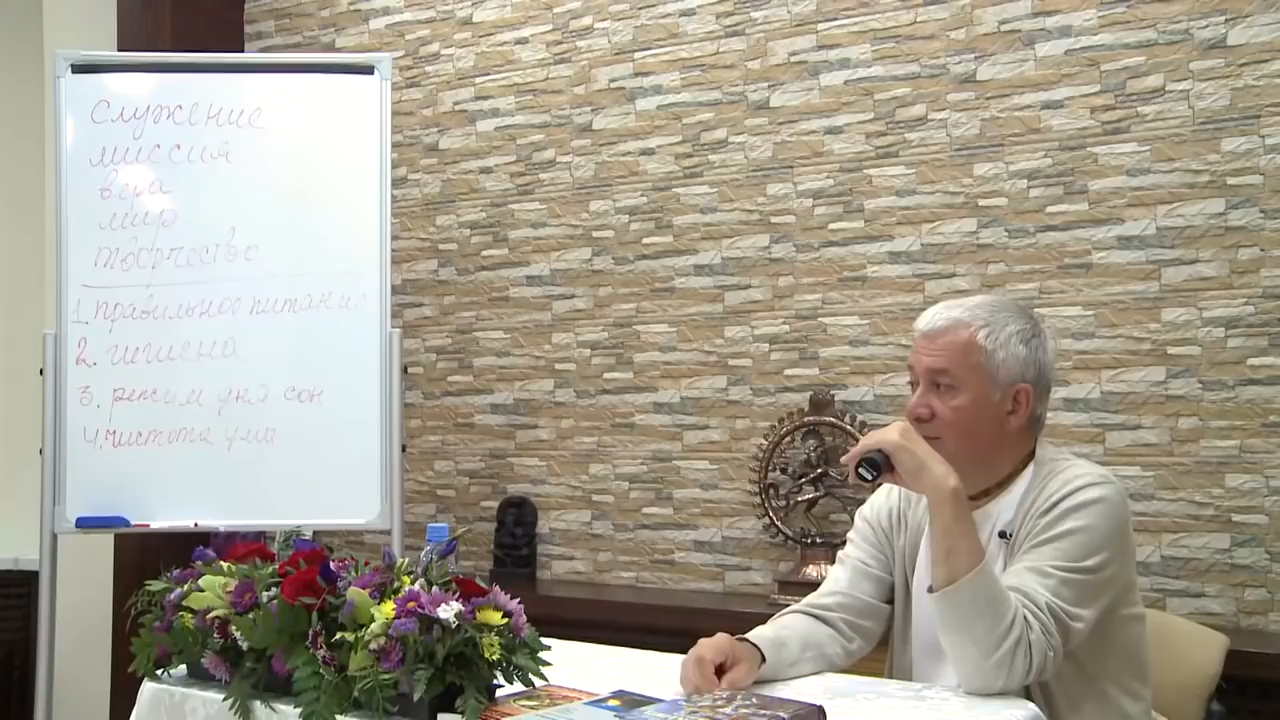 служение
миссия
вера
мир
творчество
1. правильное питание
2. гигиена
3. режим дня сон
4. чистота ума